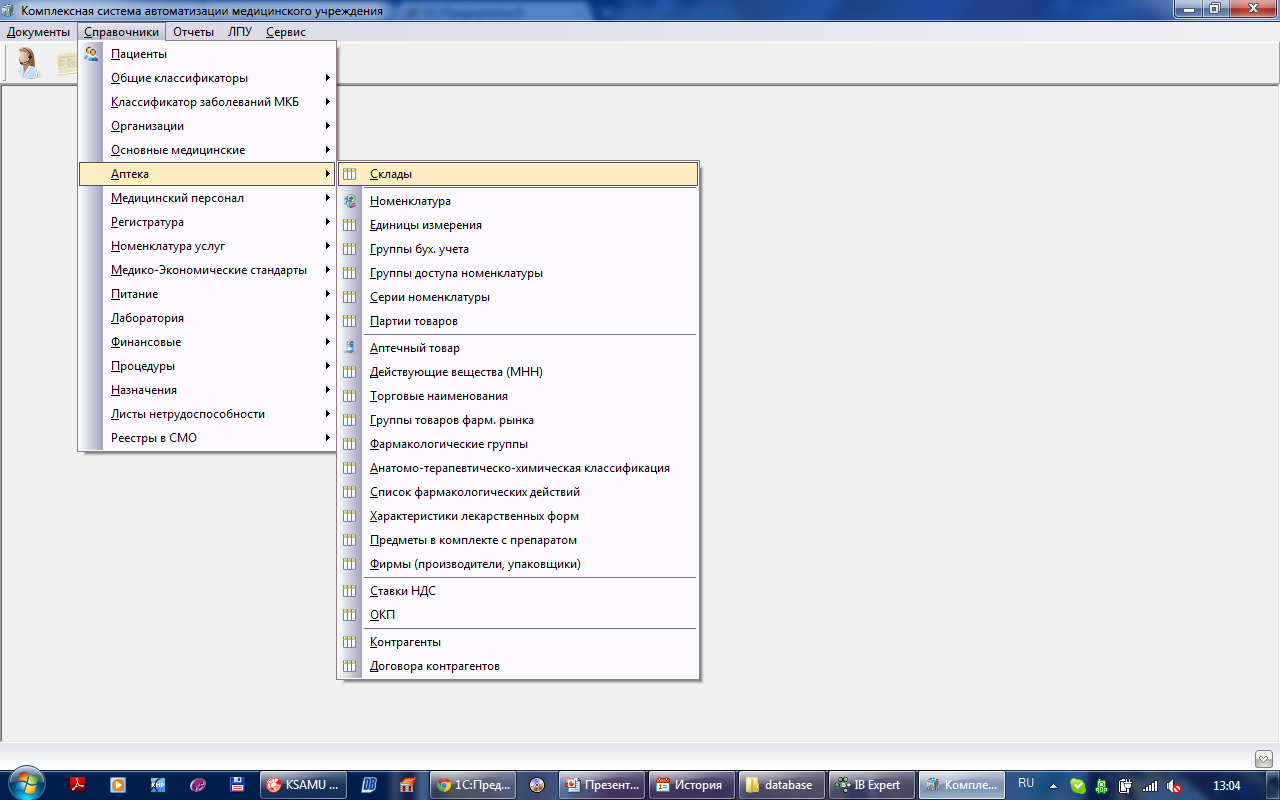 Комплексная система автоматизации медицинского учреждения
Документы Справочники Отчеты ЛПУ Сервис
Пациенты
Общие классификаторы
Классификатор заболеваний МКБ
Организации
Основные медицинские
Аптека
Медицинский персонал
Регистратура
Номенклатура услуг
Медико-Экономические стандарты
Питание
Лаборатория
Финансовые
Процедуры
Назначения
Листы нетрудоспособности
Реестры в СМО
Склады
Номенклатура
Единицы измерения
Группы бух. учета
Группы доступа номенклатуры
Серии номенклатуры
Партии товаров
Аптечный товар
Действующие вещества (МНН)
Торговые наименования
Группы товаров фарм. рынка
Фармакологические группы
Анатомо-терапевтическо-химическая классификация
Список фармакологических действий
Характеристики лекарственных форм
Предметы в комплекте с препаратом
Фирмы (производители, упаковщики)
Ставки НДС
ОКП
Контрагенты
Договора контрагентов
KSAMU ... 1С:Пред... Презент... История database IB Expert Компле... RU 13:04